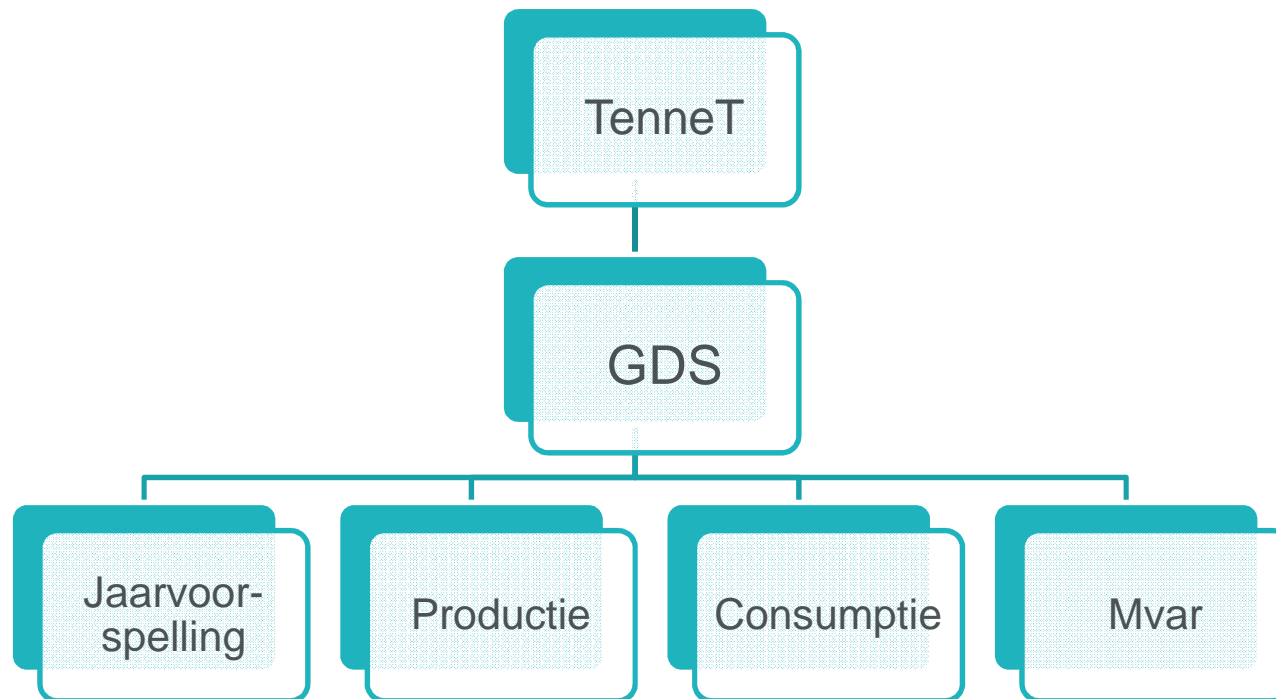 TenneT
GDS
Jaarvoor-
spelling
Productie
Consumptie
Mvar